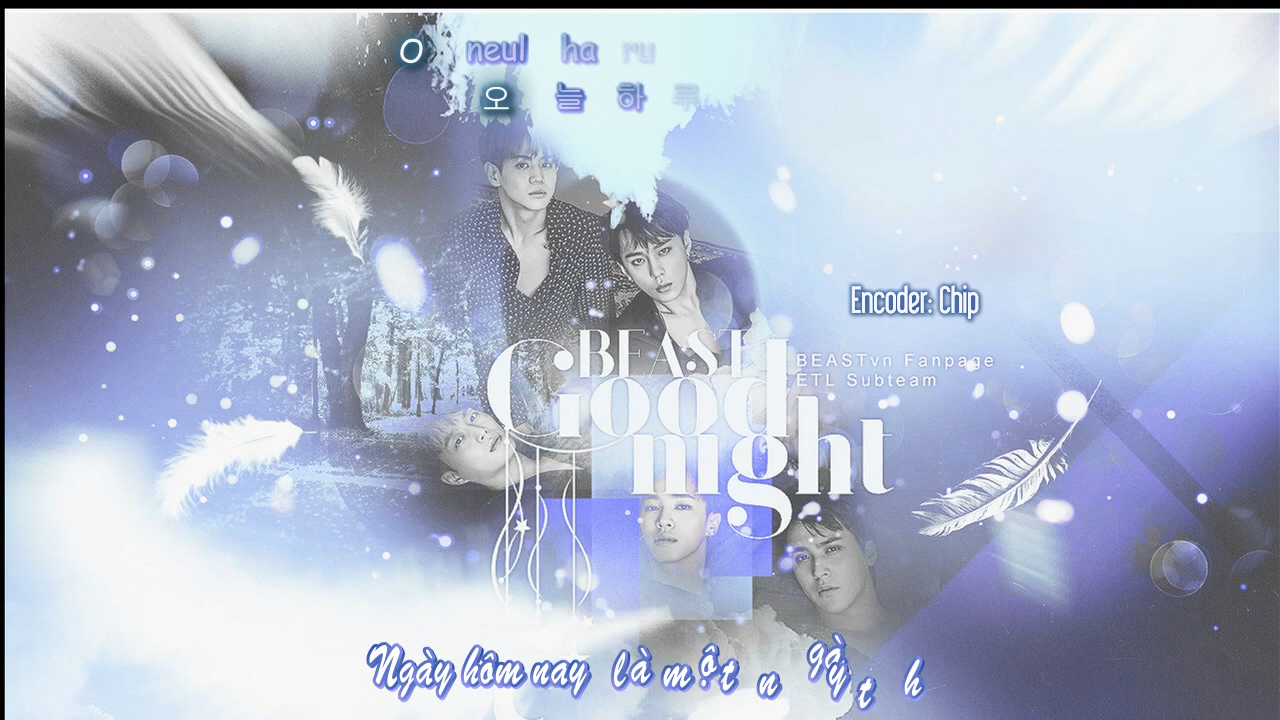 O neul ha ru
오 늘 하 루
Encoder: Chip
BEAST
Good
night
BEASTvn Fanpage
ETL Subteam
Ngày hôm nay là một ngày t h